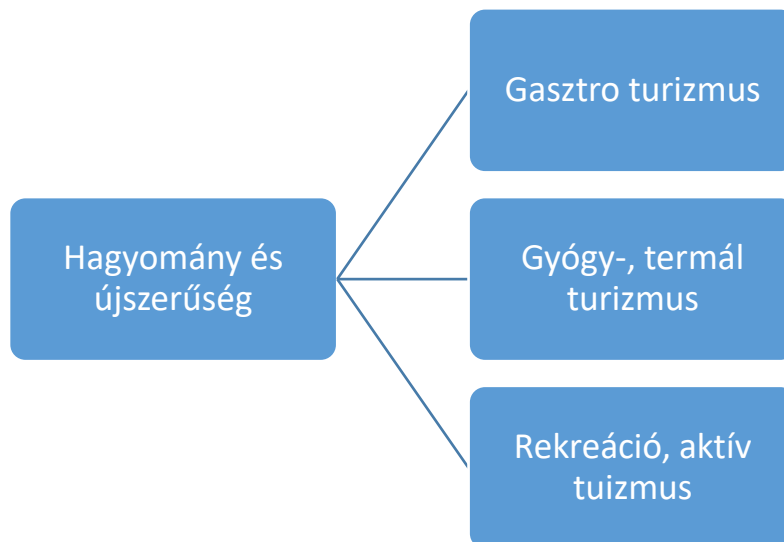 Gasztro turizmus
Hagyomány és
újszerűség
Gyógy-, termál
turizmus
Rekreáció, aktív
tuizmus